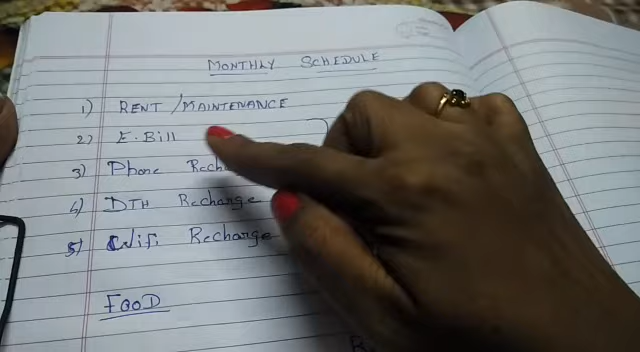 MONTHLY SCHEDULE
1) RENT / MAINTENANCE
2) E. Bill
3) Phone
4) DTH Recharge
5) Wifi Recharge
FOOD